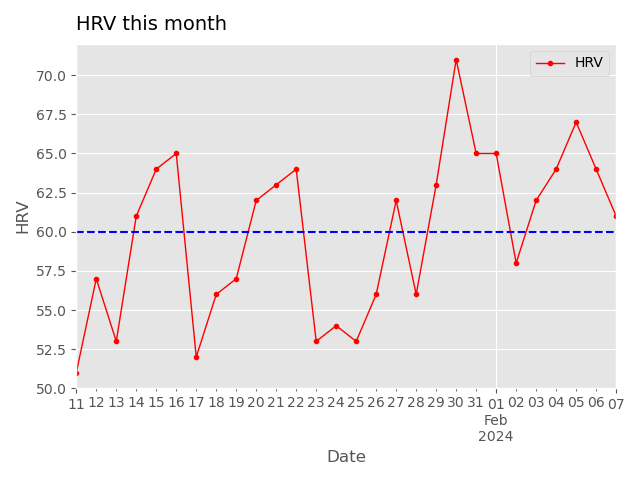 HRV this month
HRV
70.0
67.5
65.0
62.5
60.0
57.5
55.0
52.5
50.0
HRV
11 12 13 14 15 16 17 18 19 20 21 22 23 24 25 26 27 28 29 30 31 01 02 03 04 05 06 07
Feb
2024
Date